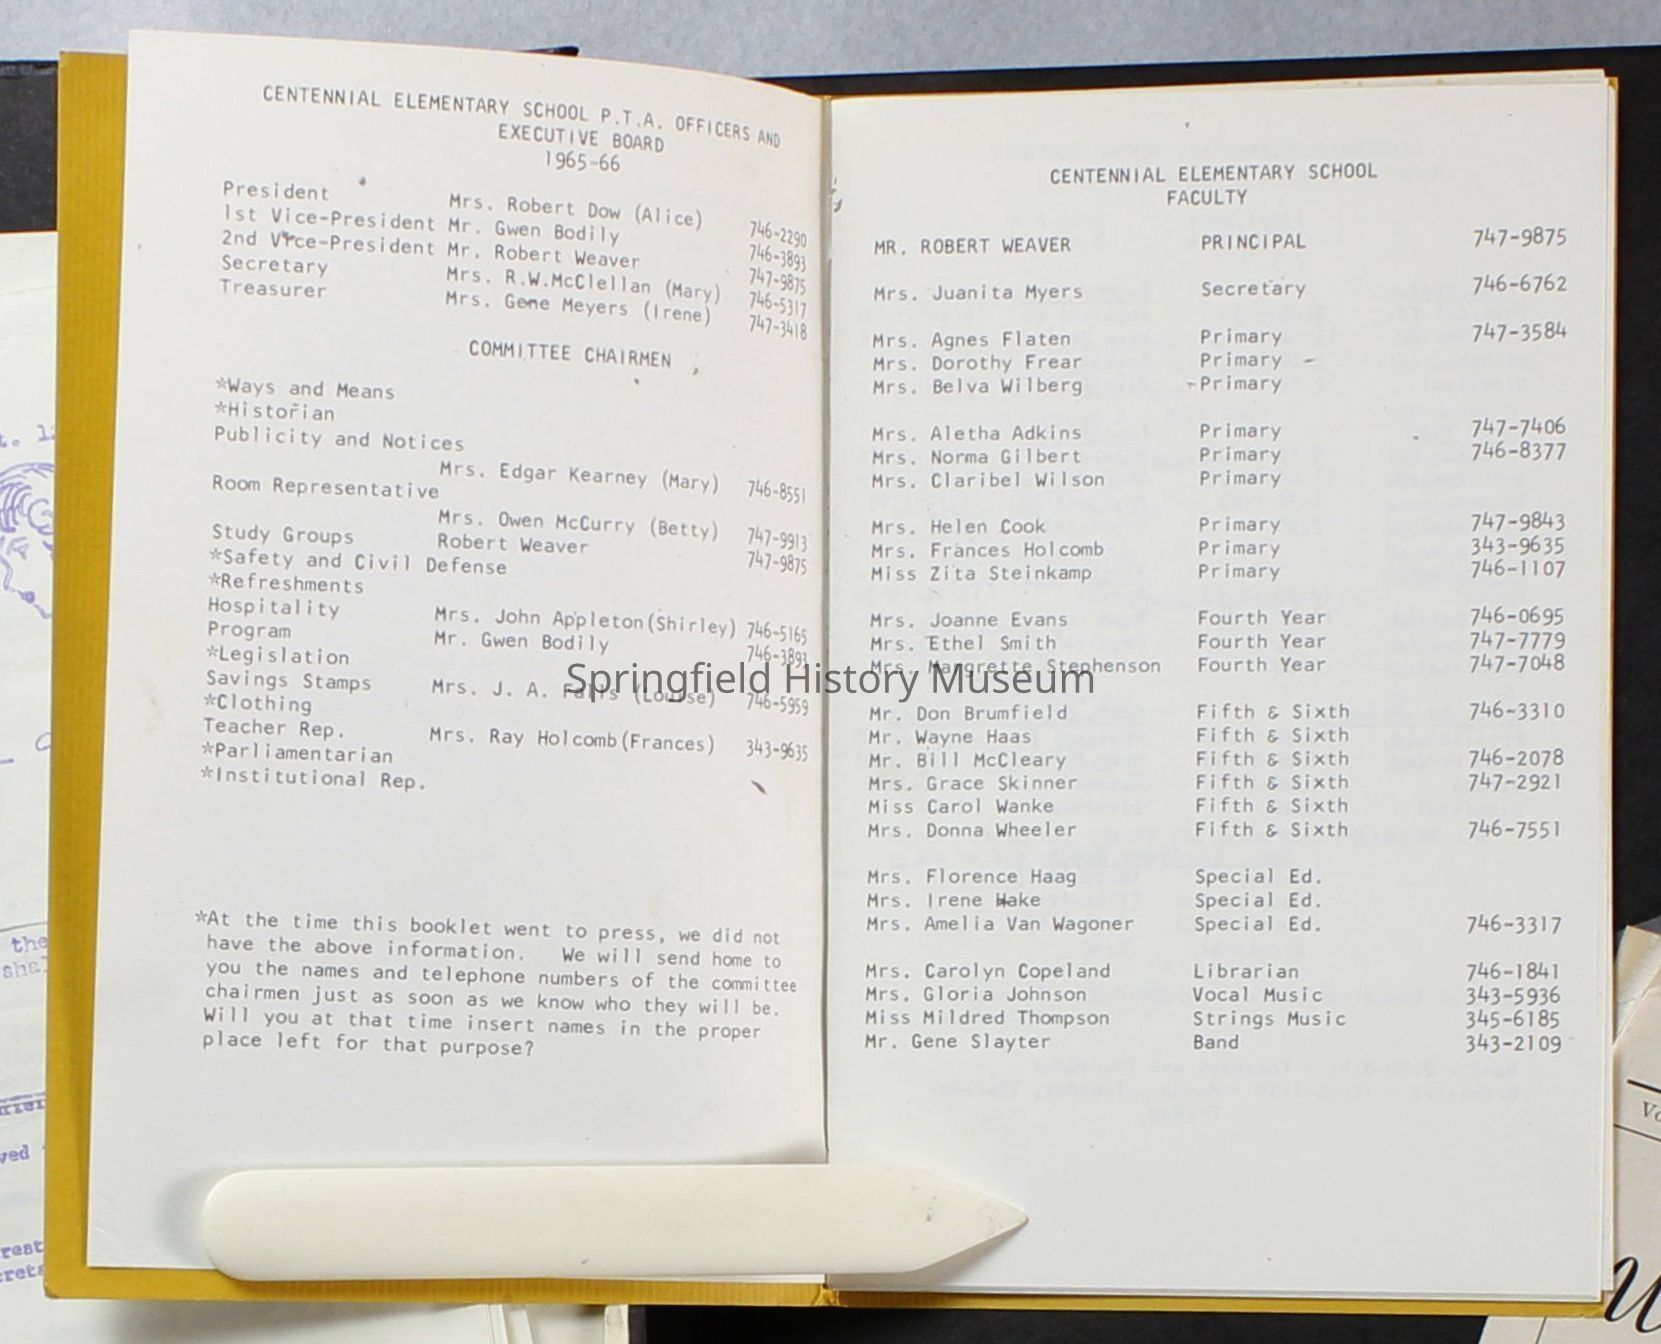 CENTENNIAL ELEMENTARY SCHOOL P.T.A. OFFICERS AND
EXECUTIVE BOARD
1965-66
President Mrs. Robert Dow (Alice) 746-2290
1st Vice-President Mr. Gwen Bodily 746-3893
2nd Vice-President Mr. Robert Weaver 747-9875
Secretary Mrs. R.W.McClellan (Mary) 746-5317
Treasurer Mrs. Gene Meyers (Irene) 747-3418
COMMITTEE CHAIRMEN
*Ways and Means
*Historian
Publicity and Notices
Mrs. Edgar Kearney (Mary) 746-8551
Room Representative
Mrs. Owen McCurry (Betty) 747-9913
Study Groups Robert Weaver 747-9875
*Safety and Civil Defense
*Refreshments
Hospitality Mrs. John Appleton(Shirley) 746-5165
Program Mr. Gwen Bodily 746-3893
*Legislation
Savings Stamps Mrs. J. A. Falls (Louise) 746-5959
*Clothing
Teacher Rep. Mrs. Ray Holcomb(Frances) 343-9635
*Parliamentarian
*Institutional Rep.
*At the time this booklet went to press, we did not
have the above information. We will send home to
you the names and telephone numbers of the committee
chairmen just as soon as we know who they will be.
Will you at that time insert names in the proper
place left for that purpose?
CENTENNIAL ELEMENTARY SCHOOL
FACULTY
MR. ROBERT WEAVER PRINCIPAL 747-9875
Mrs. Juanita Myers Secretary 746-6762
Mrs. Agnes Flaten Primary 747-3584
Mrs. Dorothy Frear Primary
Mrs. Belva Wilberg Primary
Mrs. Aletha Adkins Primary 747-7406
Mrs. Norma Gilbert Primary 746-8377
Mrs. Claribel Wilson Primary
Mrs. Helen Cook Primary 747-9843
Mrs. Frances Holcomb Primary 343-9635
Miss Zita Steinkamp Primary 746-1107
Mrs. Joanne Evans Fourth Year 746-0695
Mrs. Ethel Smith Fourth Year 747-7779
Mrs. Mangrette Stephenson Fourth Year 747-7048
Mr. Don Brumfield Fifth & Sixth 746-3310
Mr. Wayne Haas Fifth & Sixth
Mr. Bill McCleary Fifth & Sixth 746-2078
Mrs. Grace Skinner Fifth & Sixth 747-2921
Miss Carol Wanke Fifth & Sixth
Mrs. Donna Wheeler Fifth & Sixth 746-7551
Mrs. Florence Haag Special Ed.
Mrs. Irene Hake Special Ed.
Mrs. Amelia Van Wagoner Special Ed. 746-3317
Mrs. Carolyn Copeland Librarian 746-1841
Mrs. Gloria Johnson Vocal Music 343-5936
Miss Mildred Thompson Strings Music 345-6185
Mr. Gene Slayter Band 343-2109
Springfield History Museum